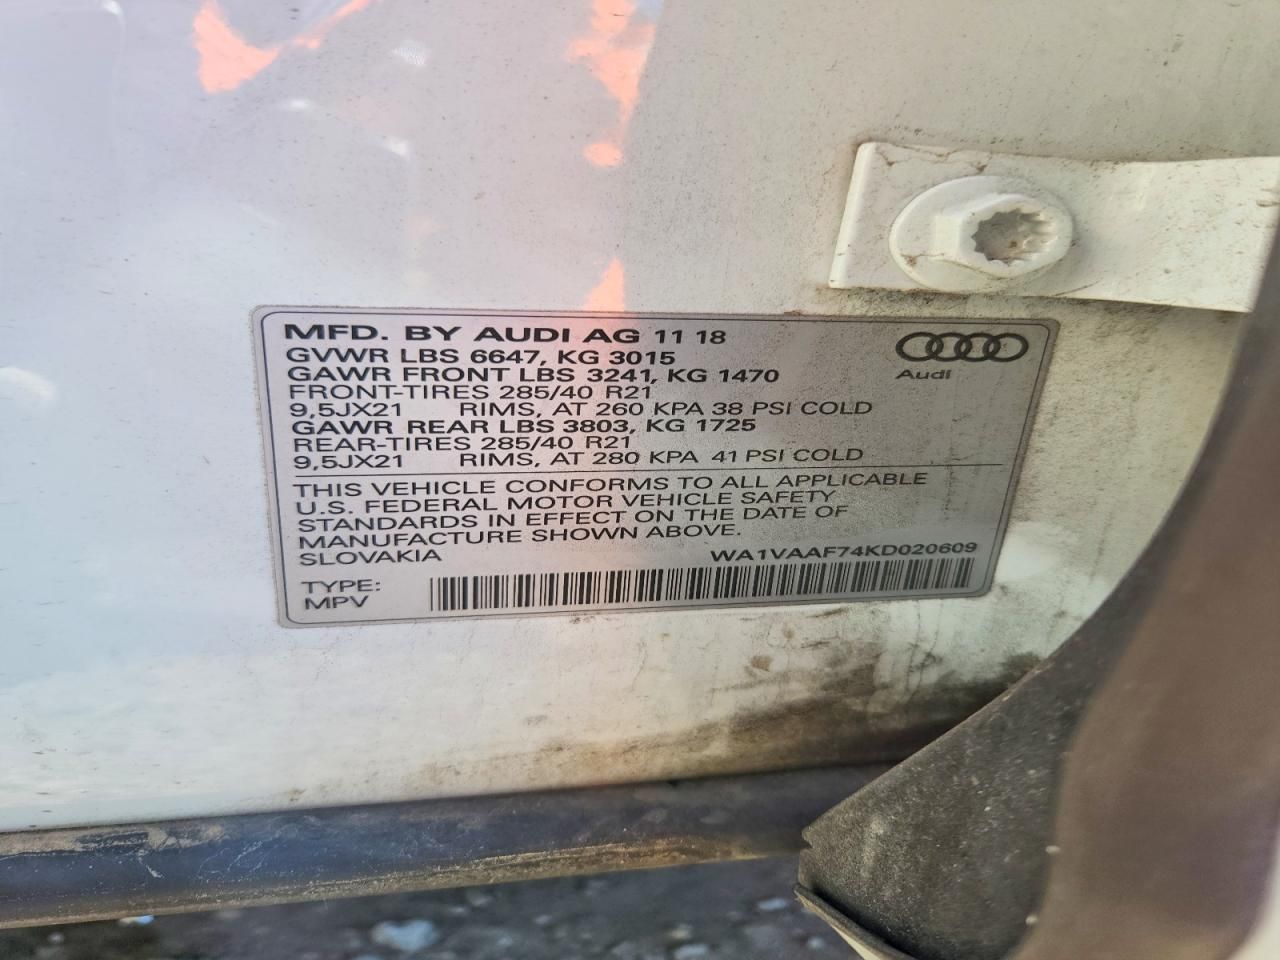 MFD. BY AUDI AG 11 18
GVWR LBS 6647, KG 3015
GAWR FRONT LBS 3241, KG 1470
FRONT-TIRES 285/40 R21
9,5JX21 RIMS, AT 260 KPA 38 PSI COLD
GAWR REAR LBS 3803, KG 1725
REAR-TIRES 285/40 R21
9,5JX21 RIMS, AT 280 KPA 41 PSI COLD
Audi
THIS VEHICLE CONFORMS TO ALL APPLICABLE
U.S. FEDERAL MOTOR VEHICLE SAFETY
STANDARDS IN EFFECT ON THE DATE OF
MANUFACTURE SHOWN ABOVE.
SLOVAKIA WA1VAAF74KD020609
TYPE:
MPV